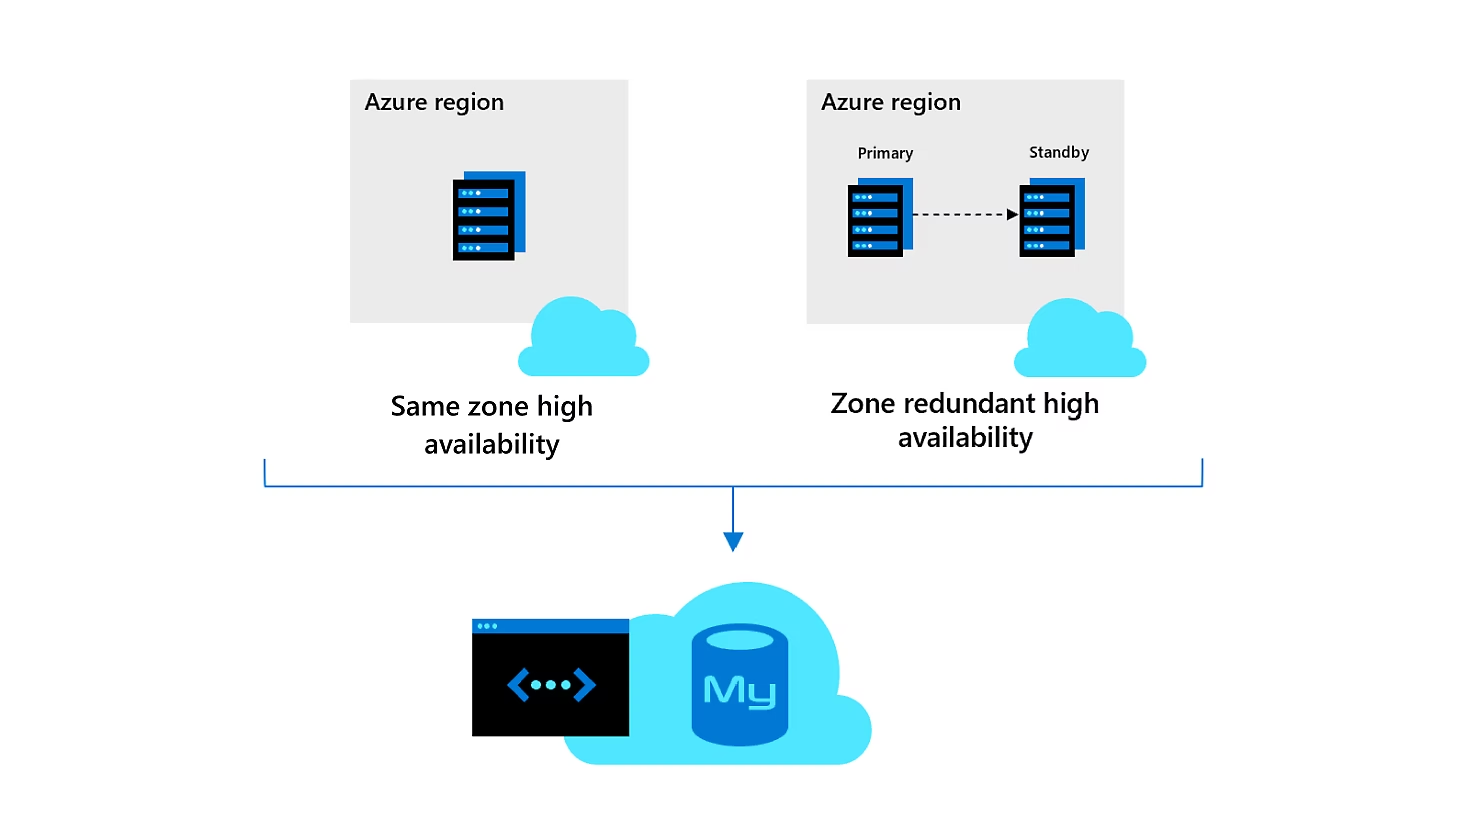 Azure region
Same zone high
availability
Azure region
Primary
Standby
Zone redundant high
availability
My